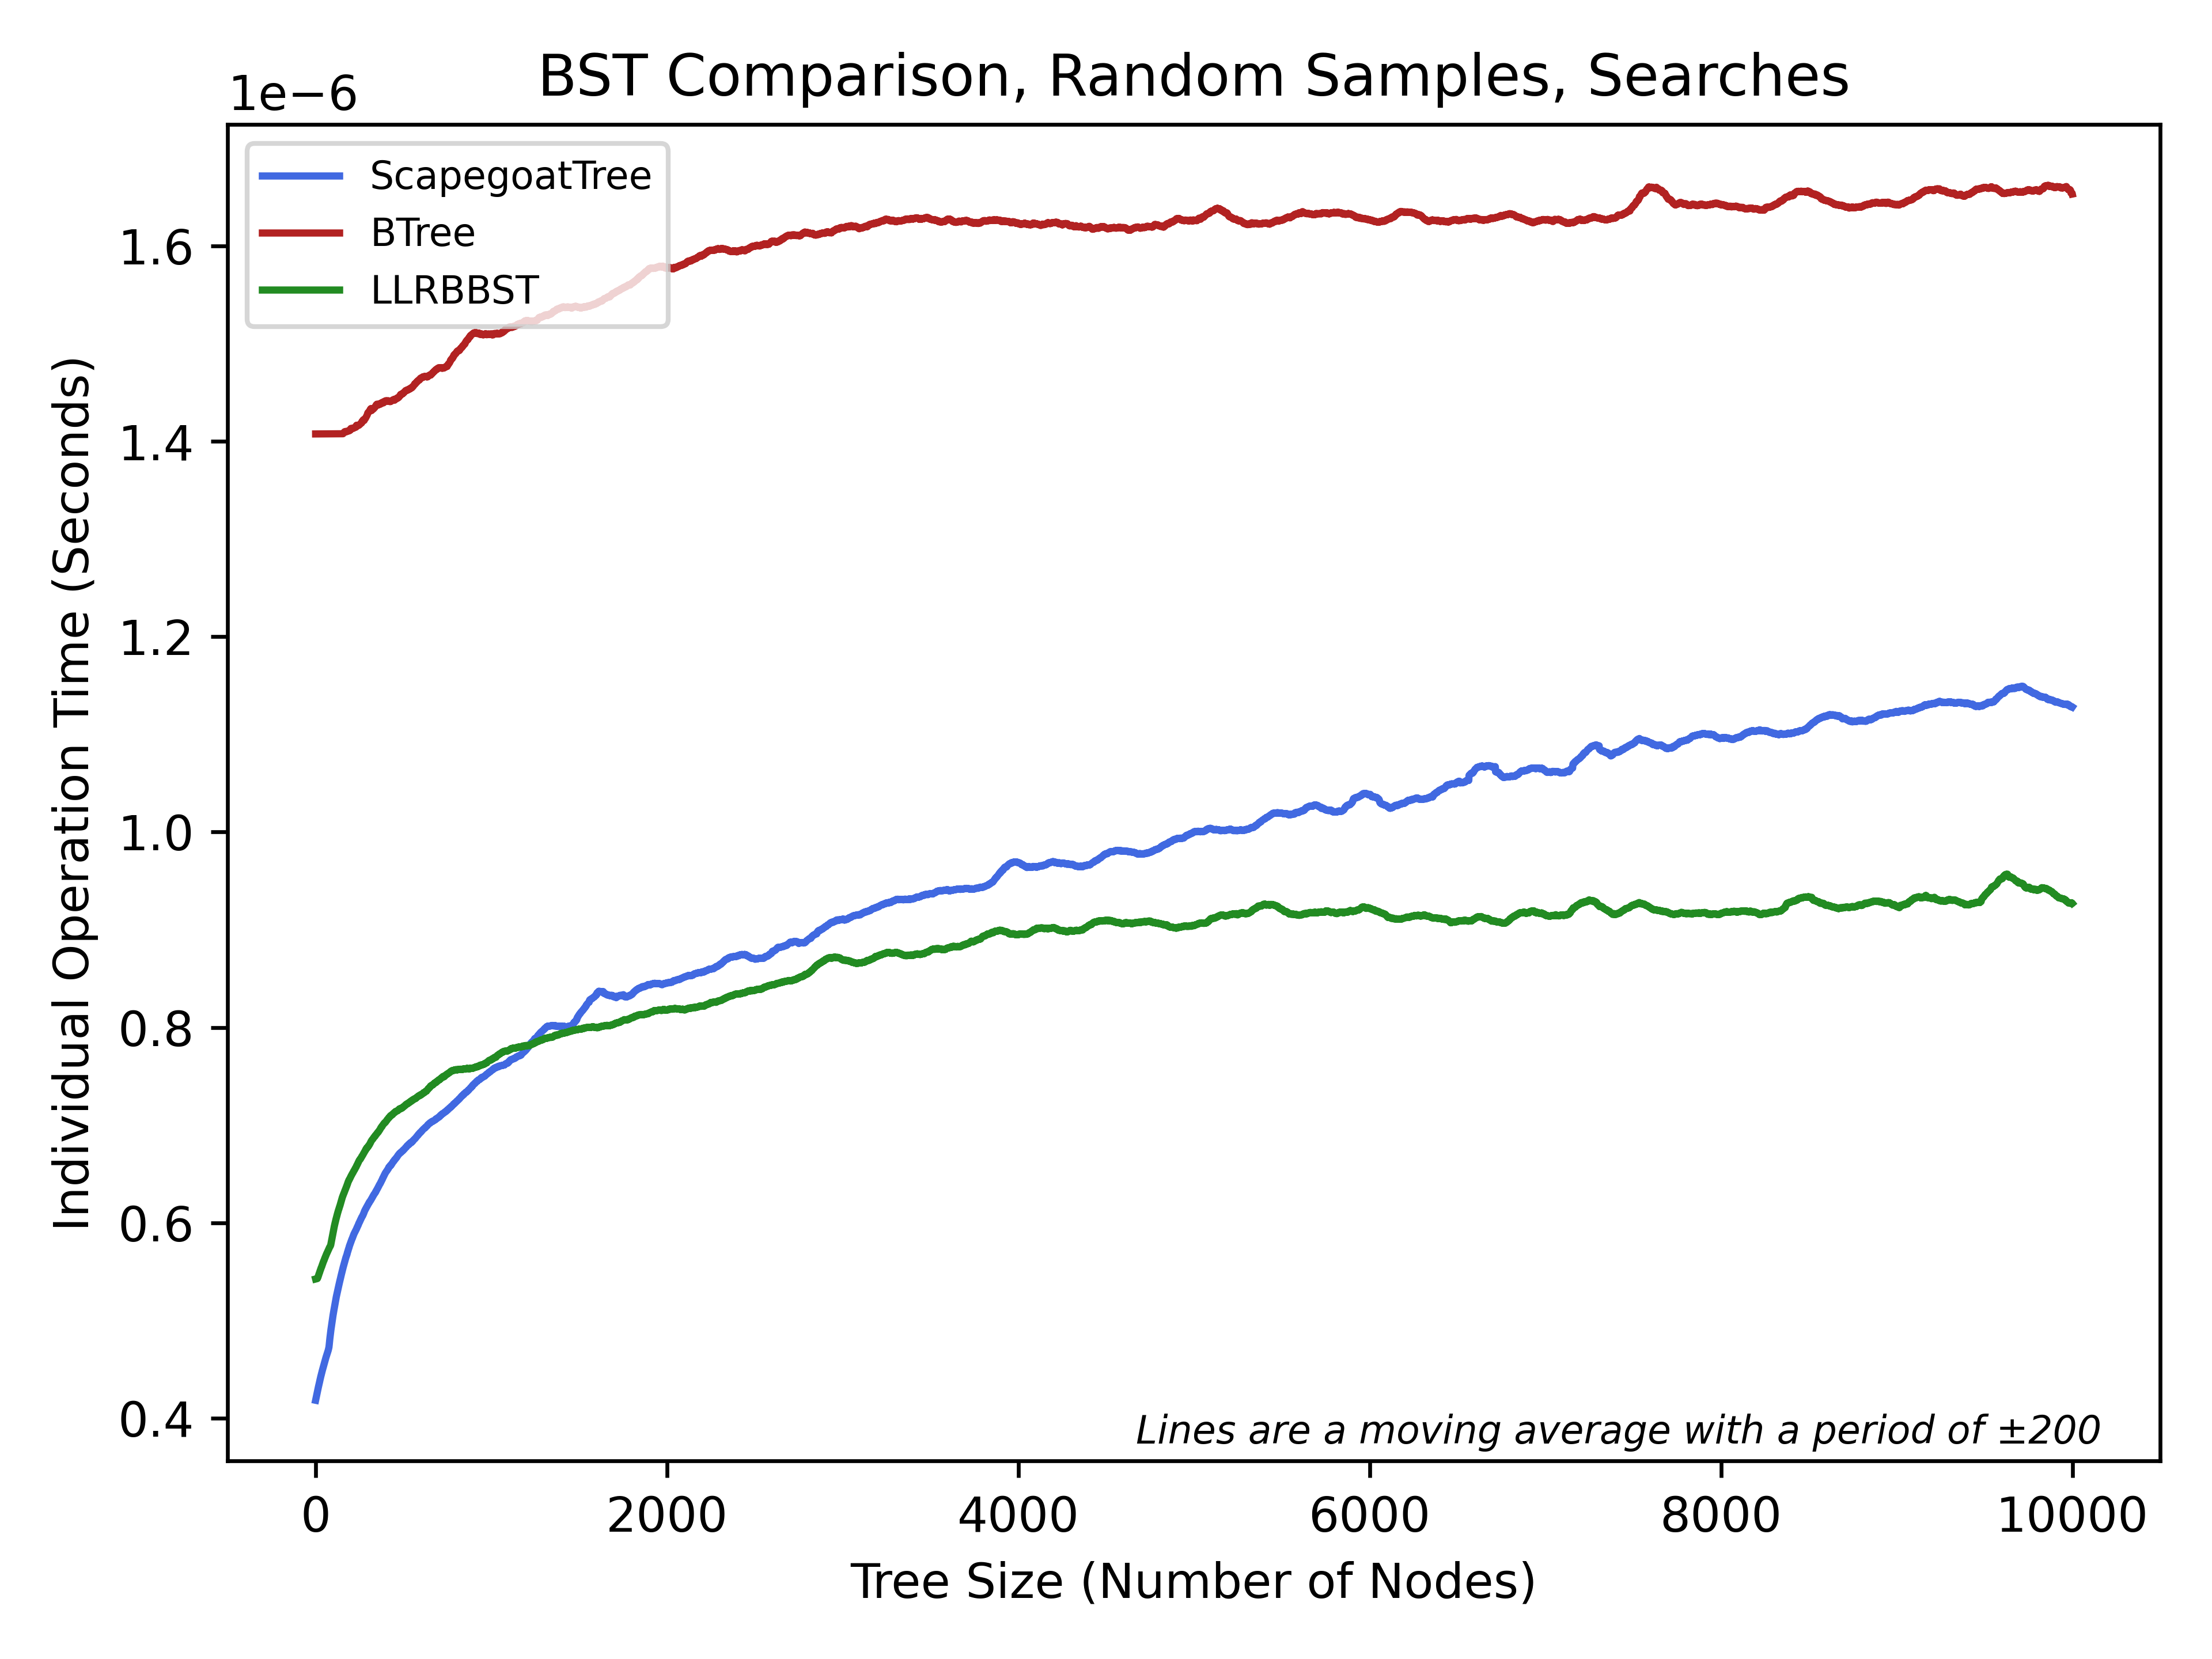 BST Comparison, Random Samples, Searches
1e−6
ScapegoatTree
BTree
LLRBBST
1.6
1.4
1.2
1.0
0.8
0.6
0.4
Individual Operation Time (Seconds)
Lines are a moving average with a period of ±200
0 2000 4000 6000 8000 10000
Tree Size (Number of Nodes)